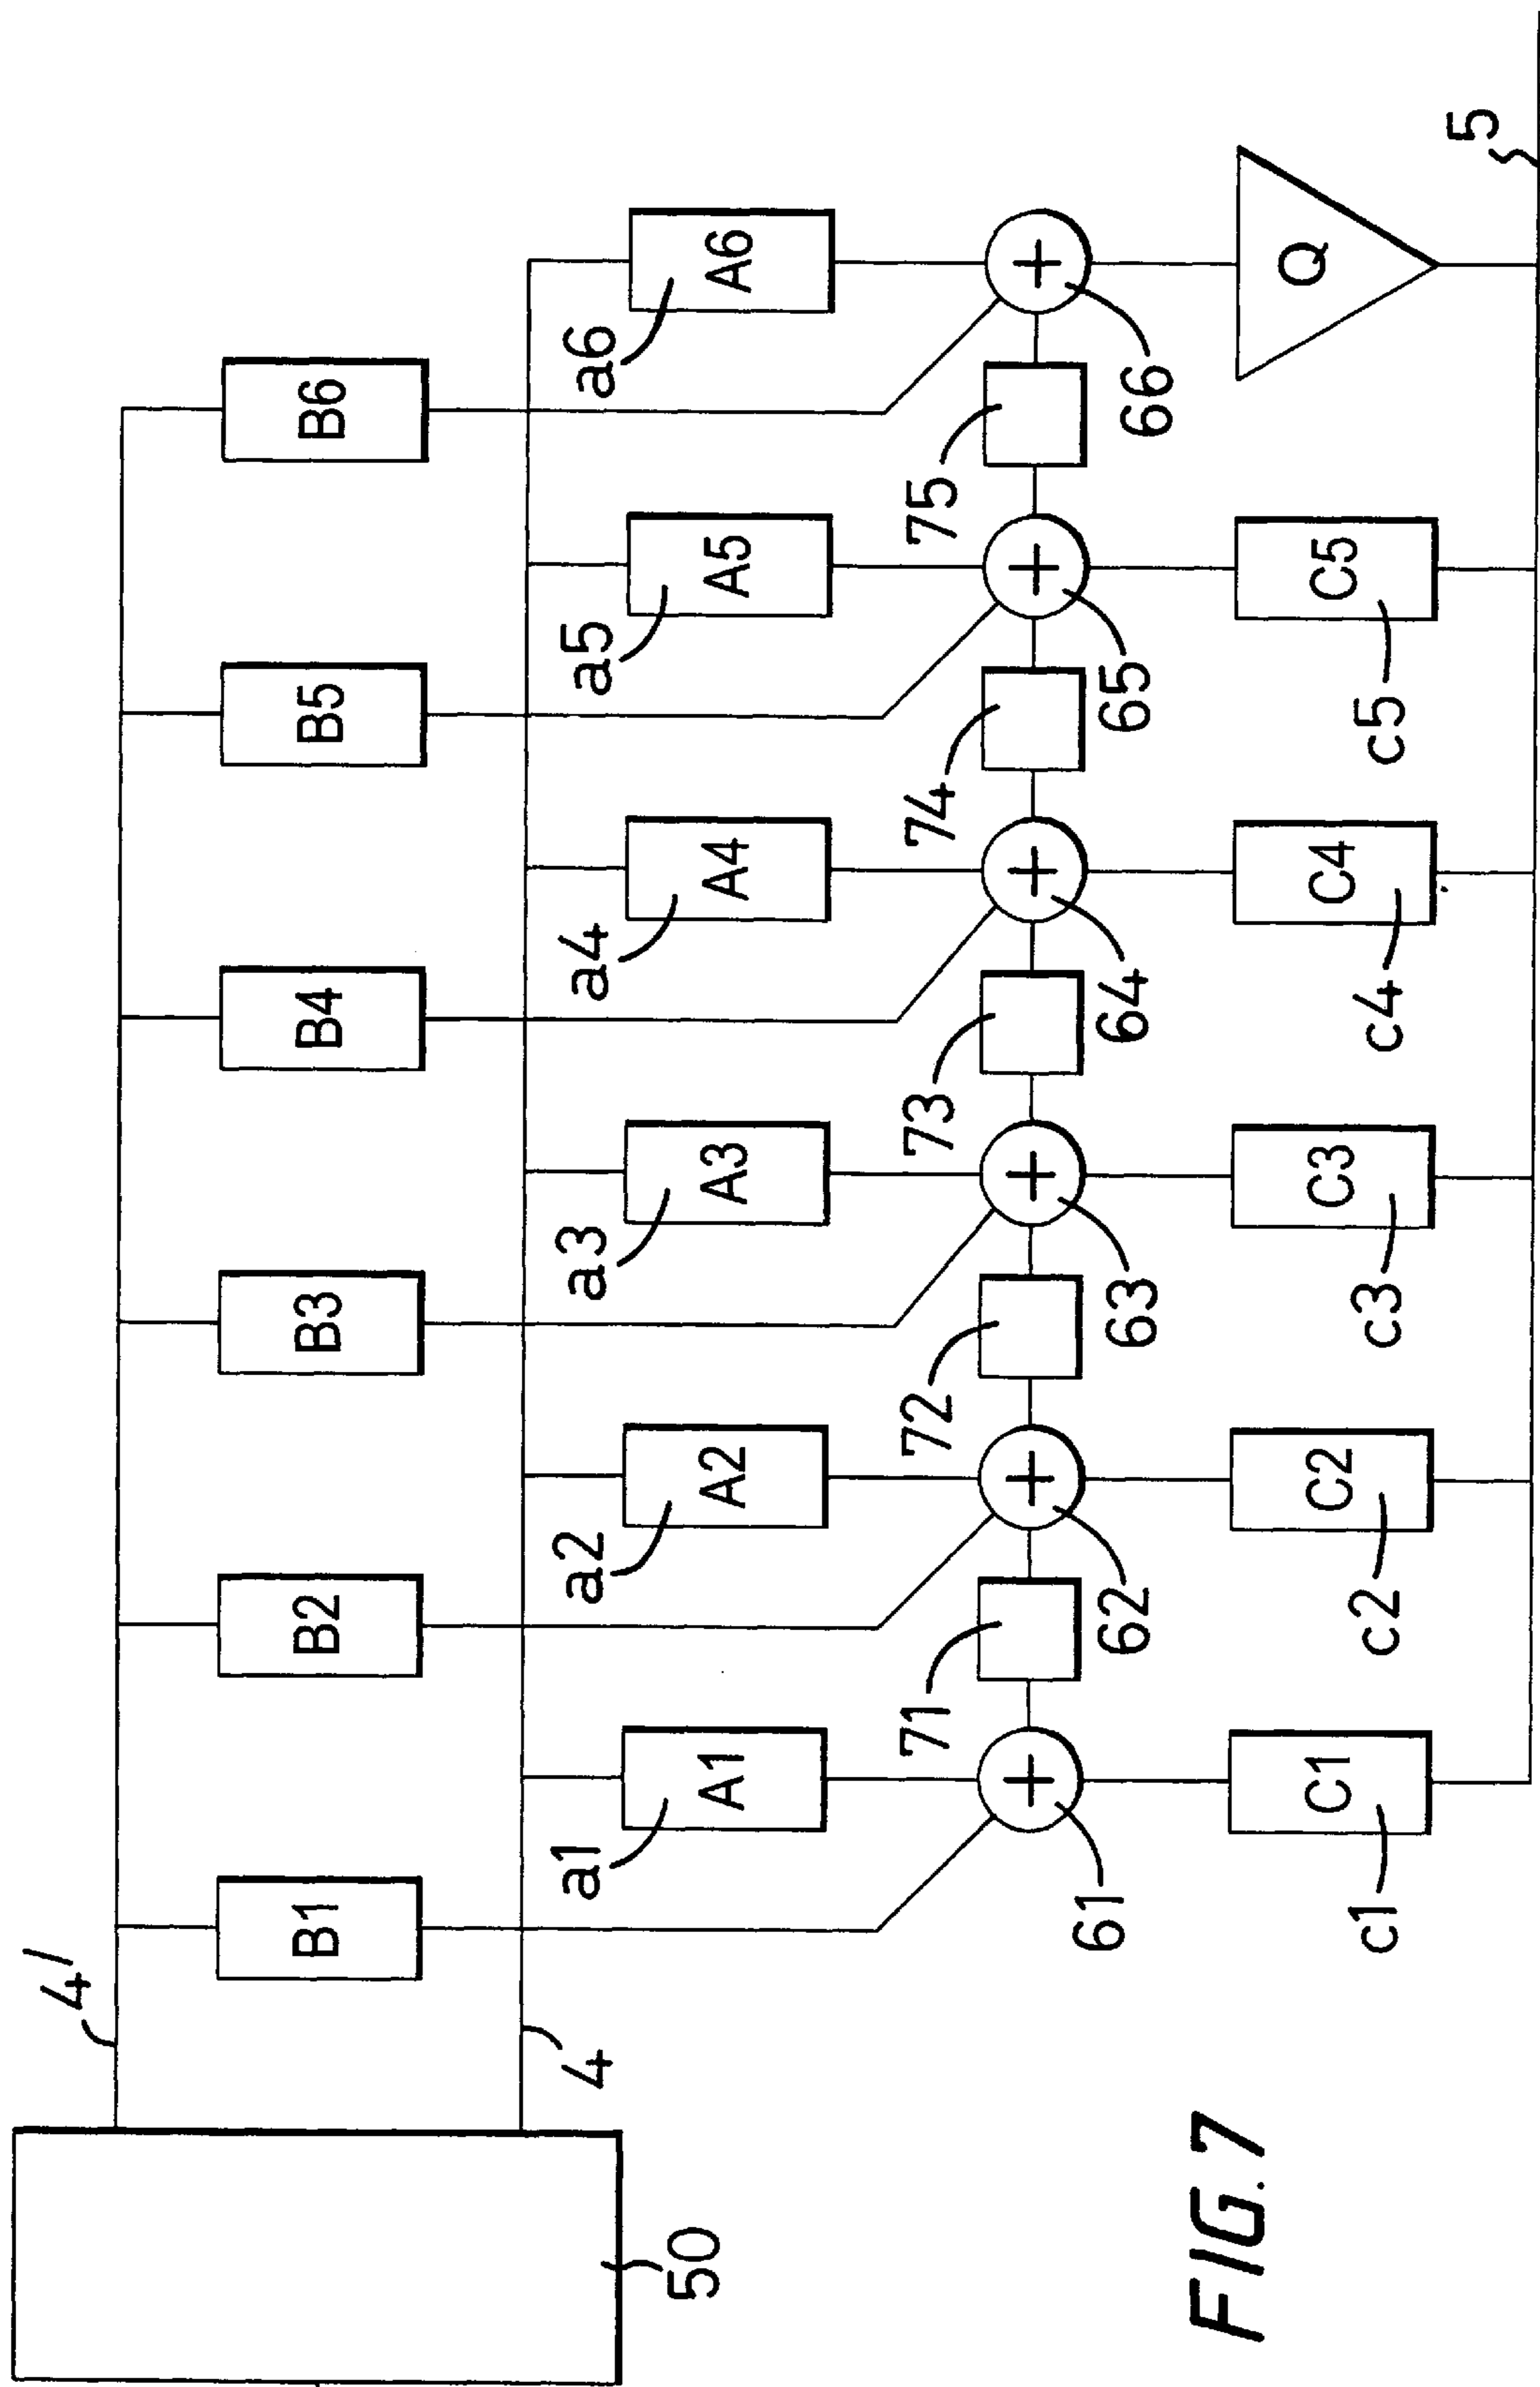 4'
B1
B2
B3
B4
B5
B6
4
a1
A1
a2
A2
a3
A3
a4
A4
a5
A5
a6
A6
50
71
72
73
74
75
+
+
+
+
+
+
61
62
63
64
65
66
C1
C2
C3
C4
C5
Q
c1
c2
c3
c4
c5
5
FIG. 7